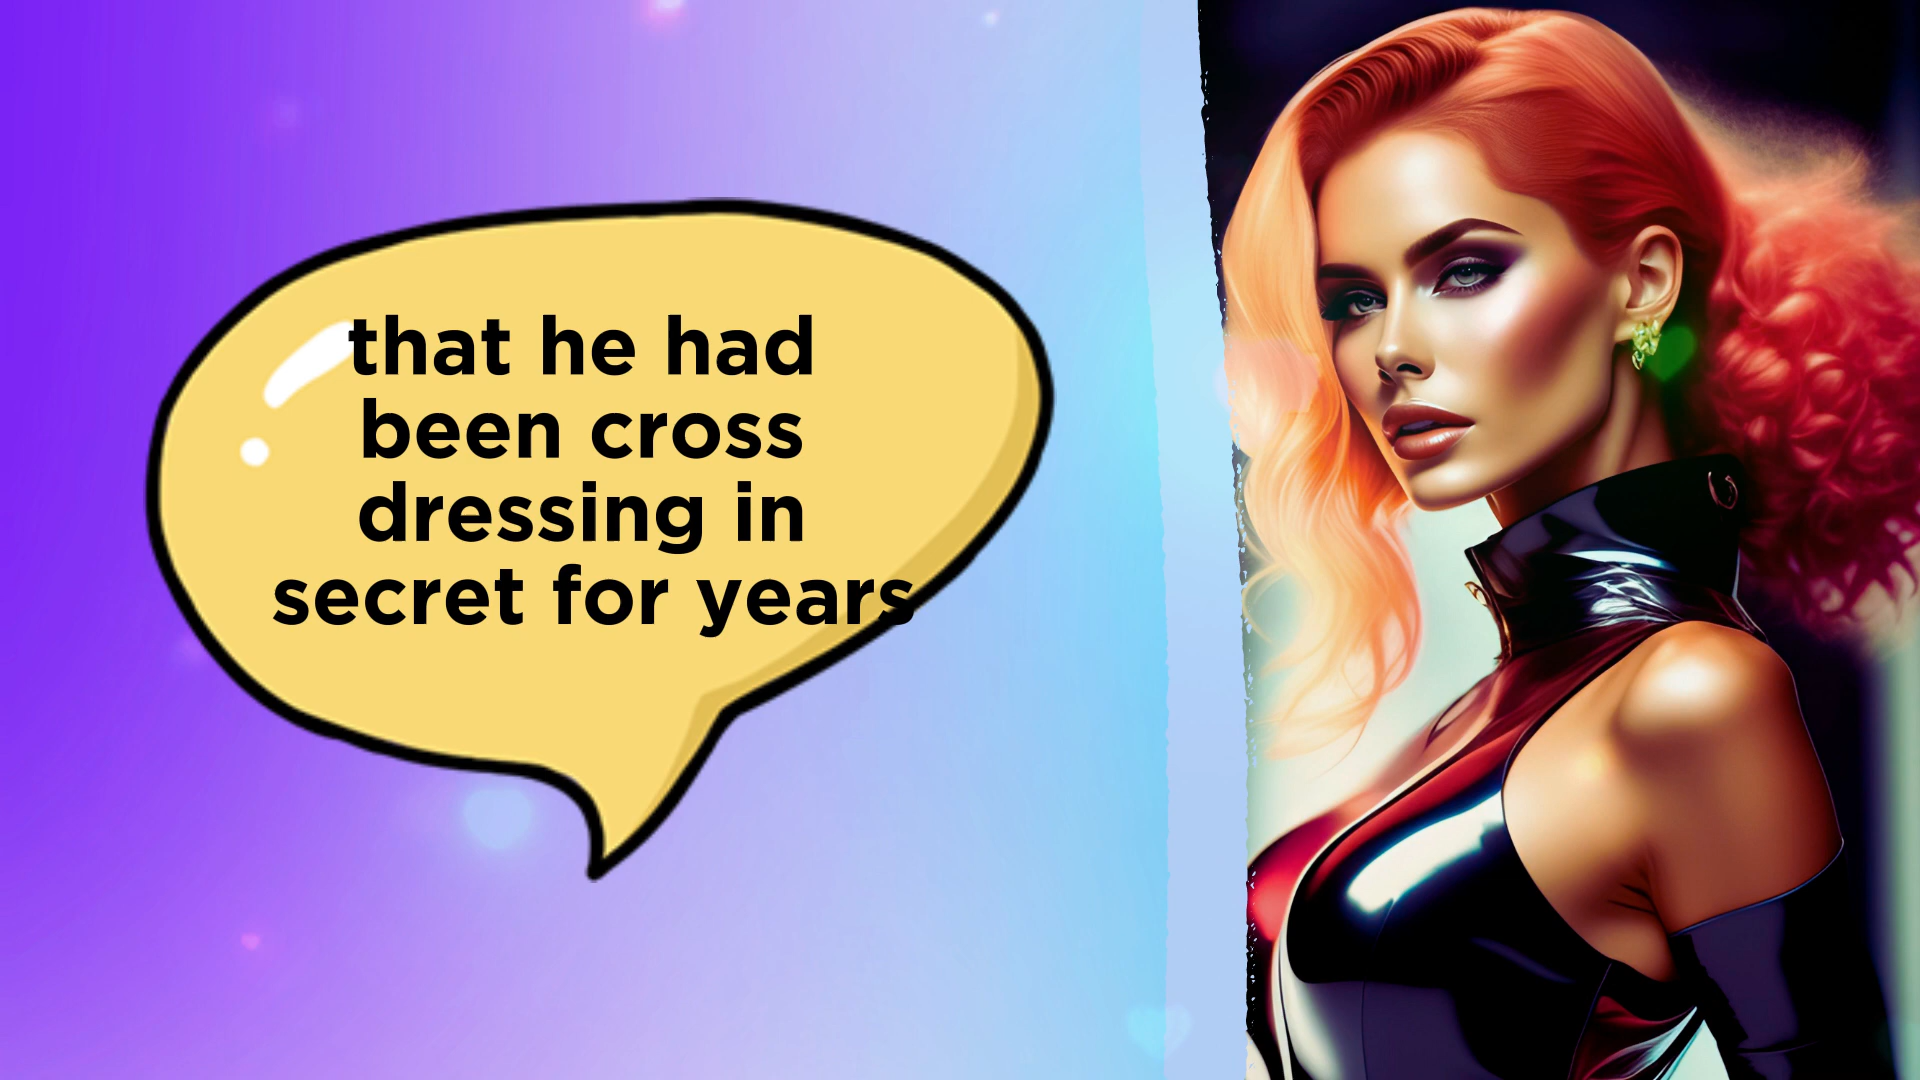 that he had
been cross
dressing in
secret for years